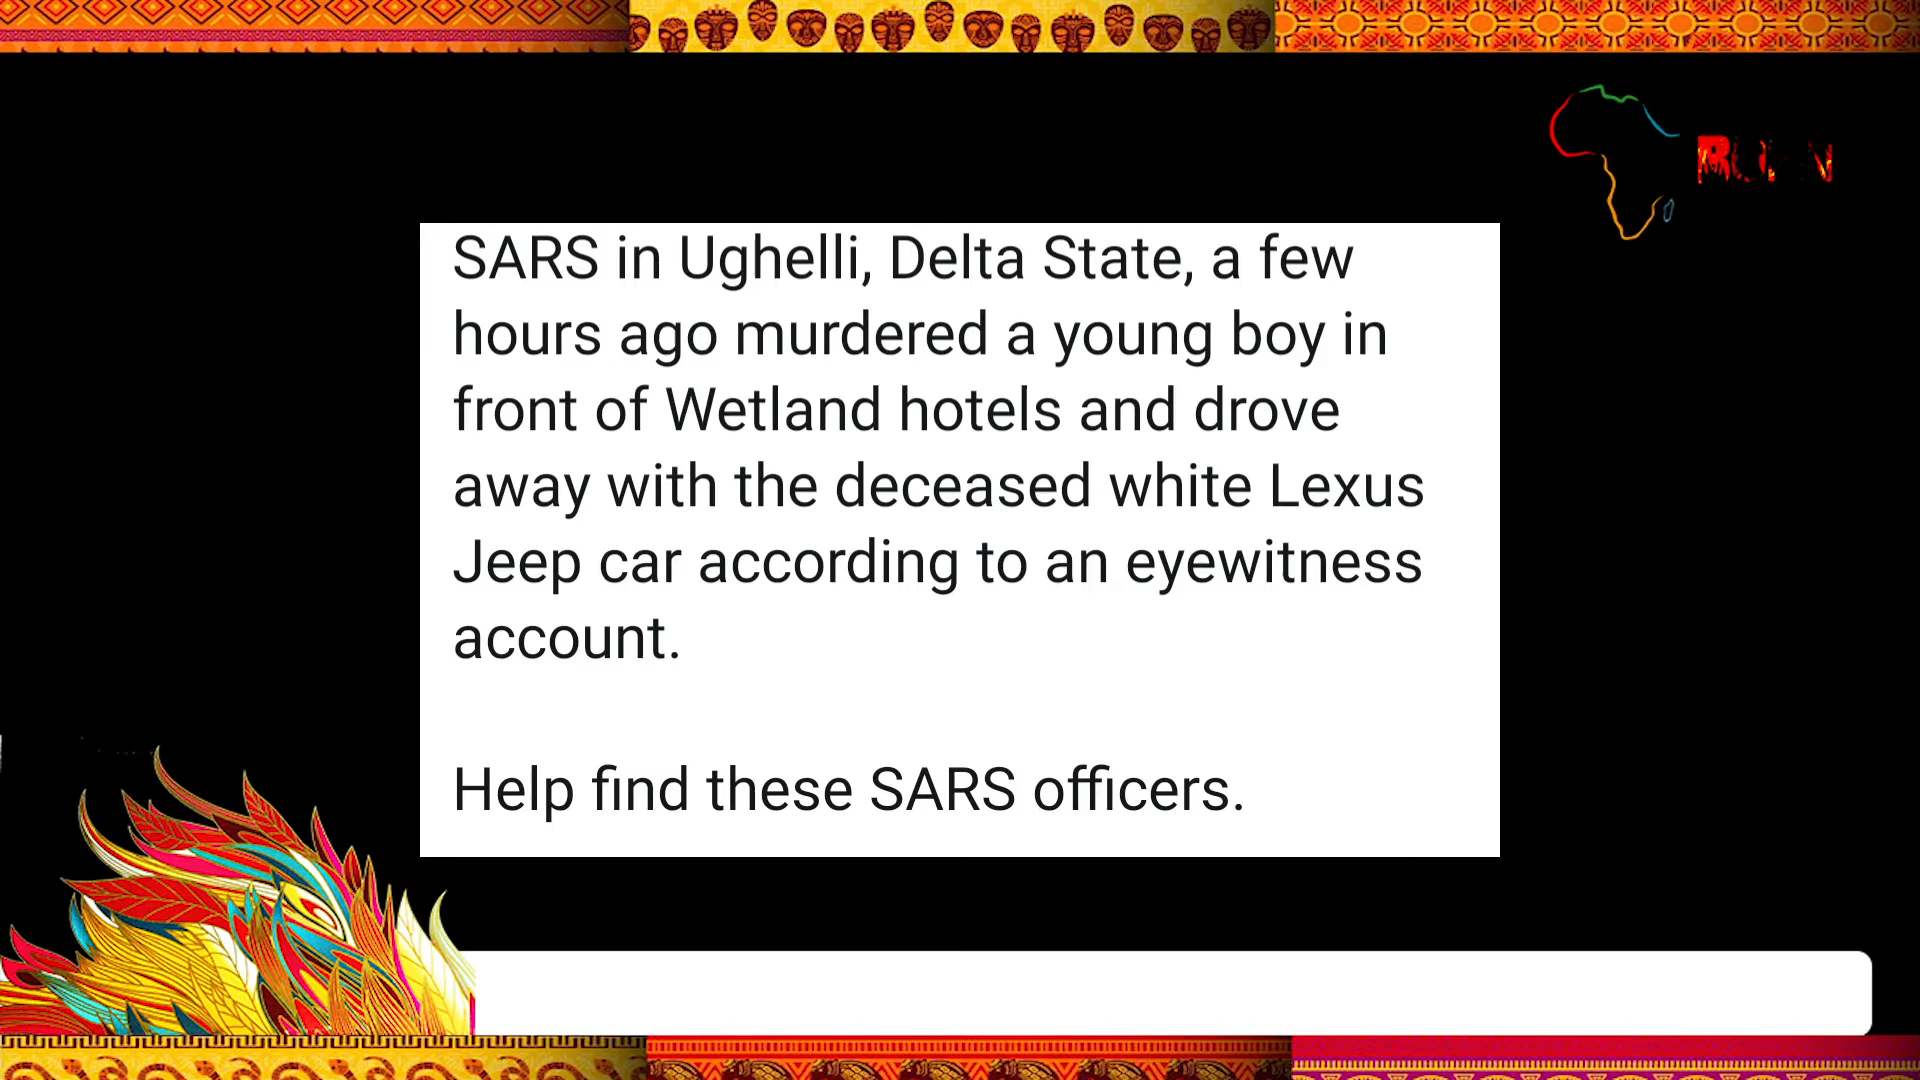 SARS in Ughelli, Delta State, a few
hours ago murdered a young boy in
front of Wetland hotels and drove
away with the deceased white Lexus
Jeep car according to an eyewitness
account.
Help find these SARS officers.